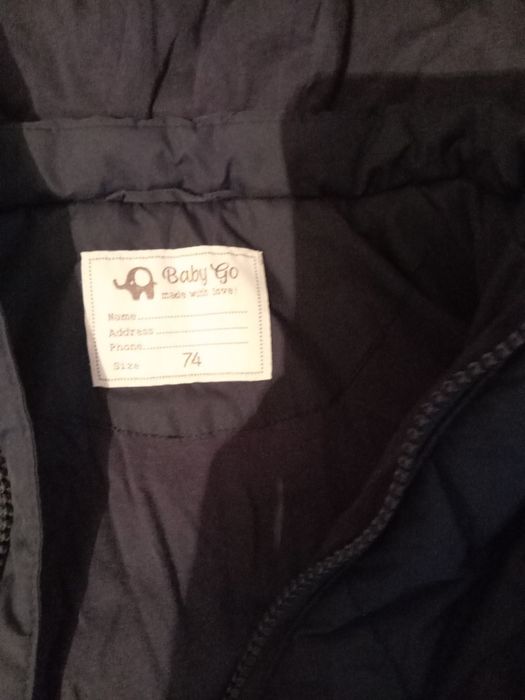 Baby Go
made with love!
Name
Address
Phone
Size 74